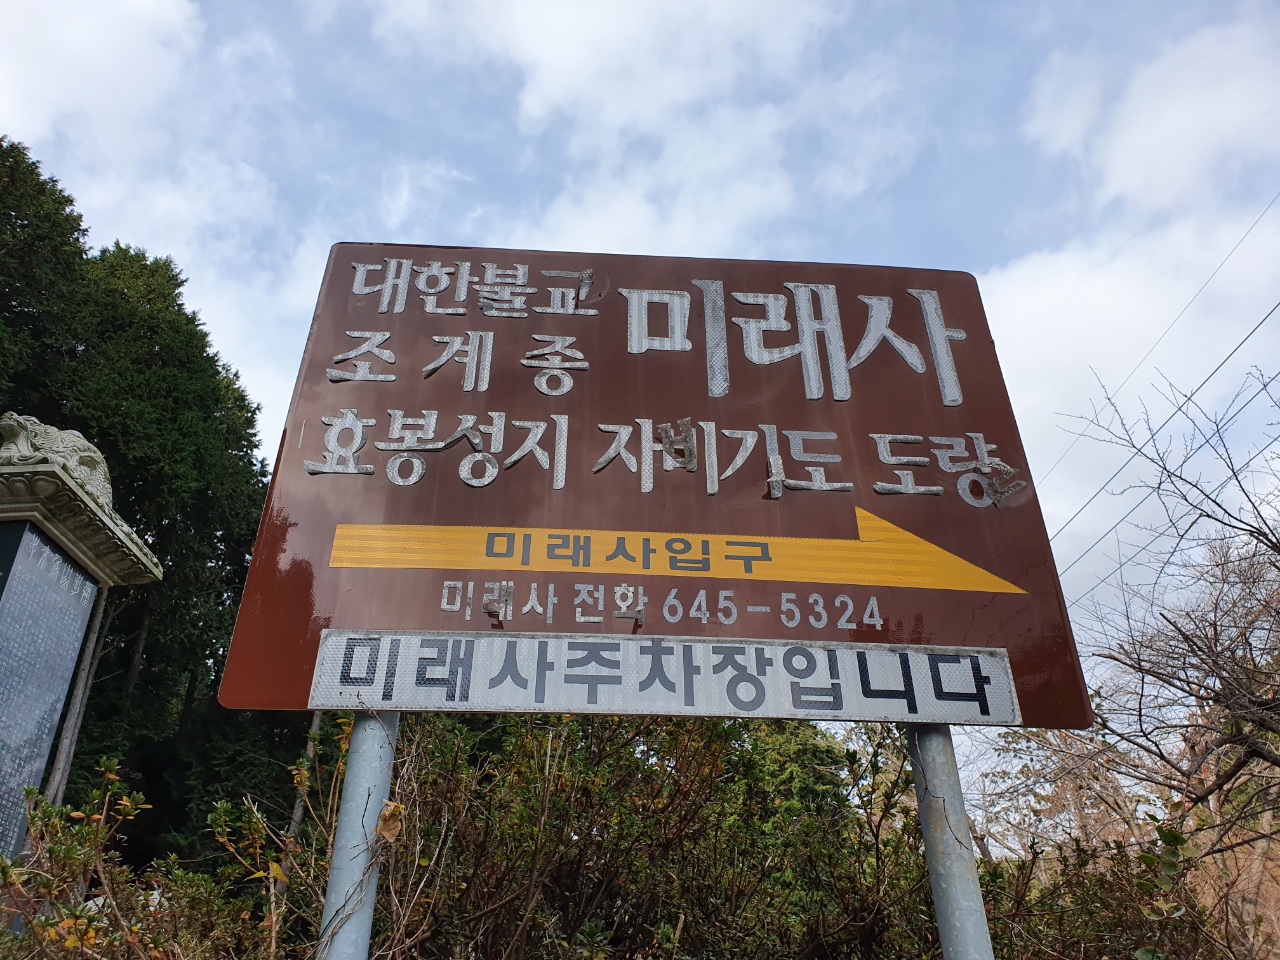 대한불교
조계종
미래사
효봉성지 자비기도 도량
미래사입구
미래사 전화 645-5324
미래사주차장입니다